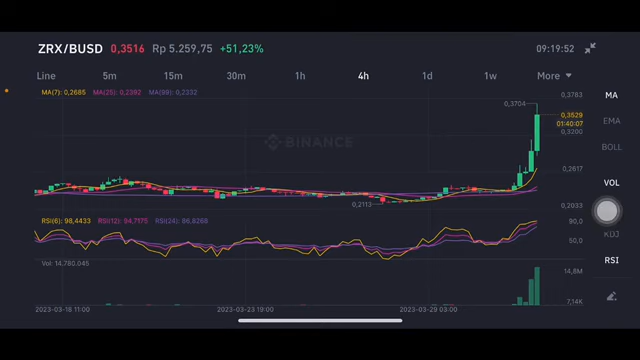 ZRX/BUSD 0,3516 Rp 5.259,75 +51,23% 09:19:52
Line 5m 15m 30m 1h 4h 1d 1w More
MA(7): 0,2685 MA(25): 0,2392 MA(99): 0,2332
0,3783
MA
0,3704
0,3529
01:40:07
EMA
0,3200
BINANCE
BOLL
0,2617
VOL
0,2113
0,2033
RSI(6): 98,4433 RSI(12): 94,7175 RSI(24): 86,8268
90,0
KDJ
50,0
RSI
Vol: 14.780.045
14,8M
7,14K
2023-03-18 11:00 2023-03-23 19:00 2023-03-29 03:00